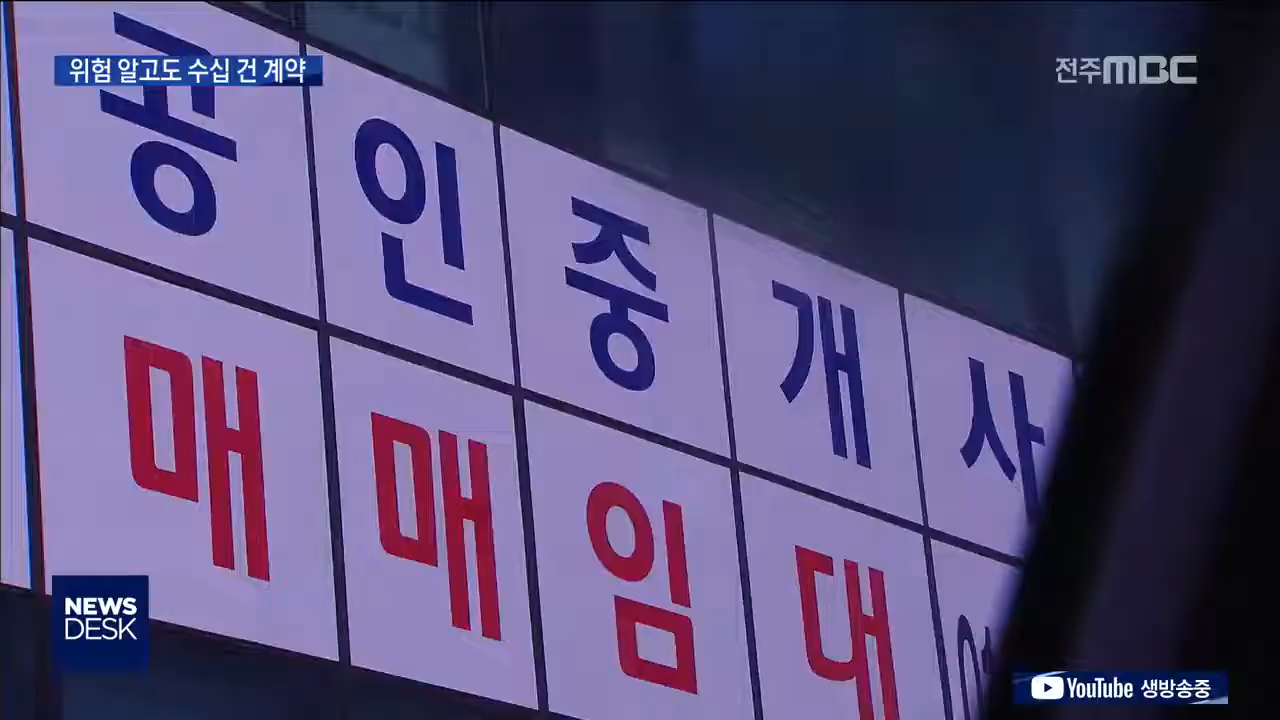 위험 알고도 수십 건 계약
전주MBC
공인중개사
매매임대
NEWS
DESK
YouTube 생방송중